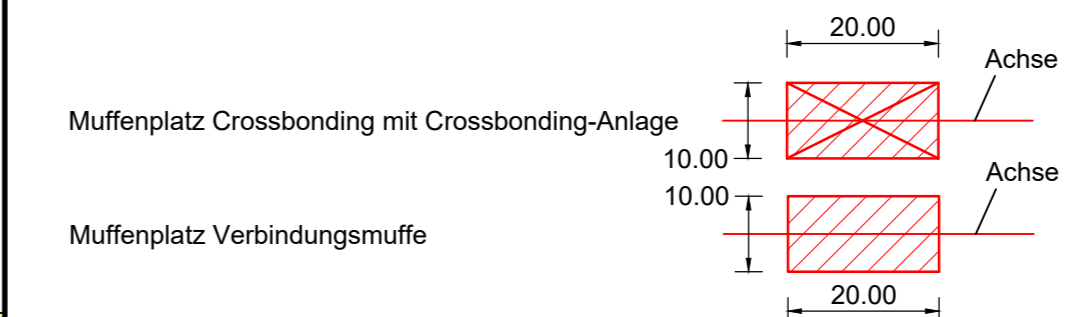 20.00
Achse
Muffenplatz Crossbonding mit Crossbonding-Anlage
10.00
Achse
10.00
Muffenplatz Verbindungsmuffe
20.00